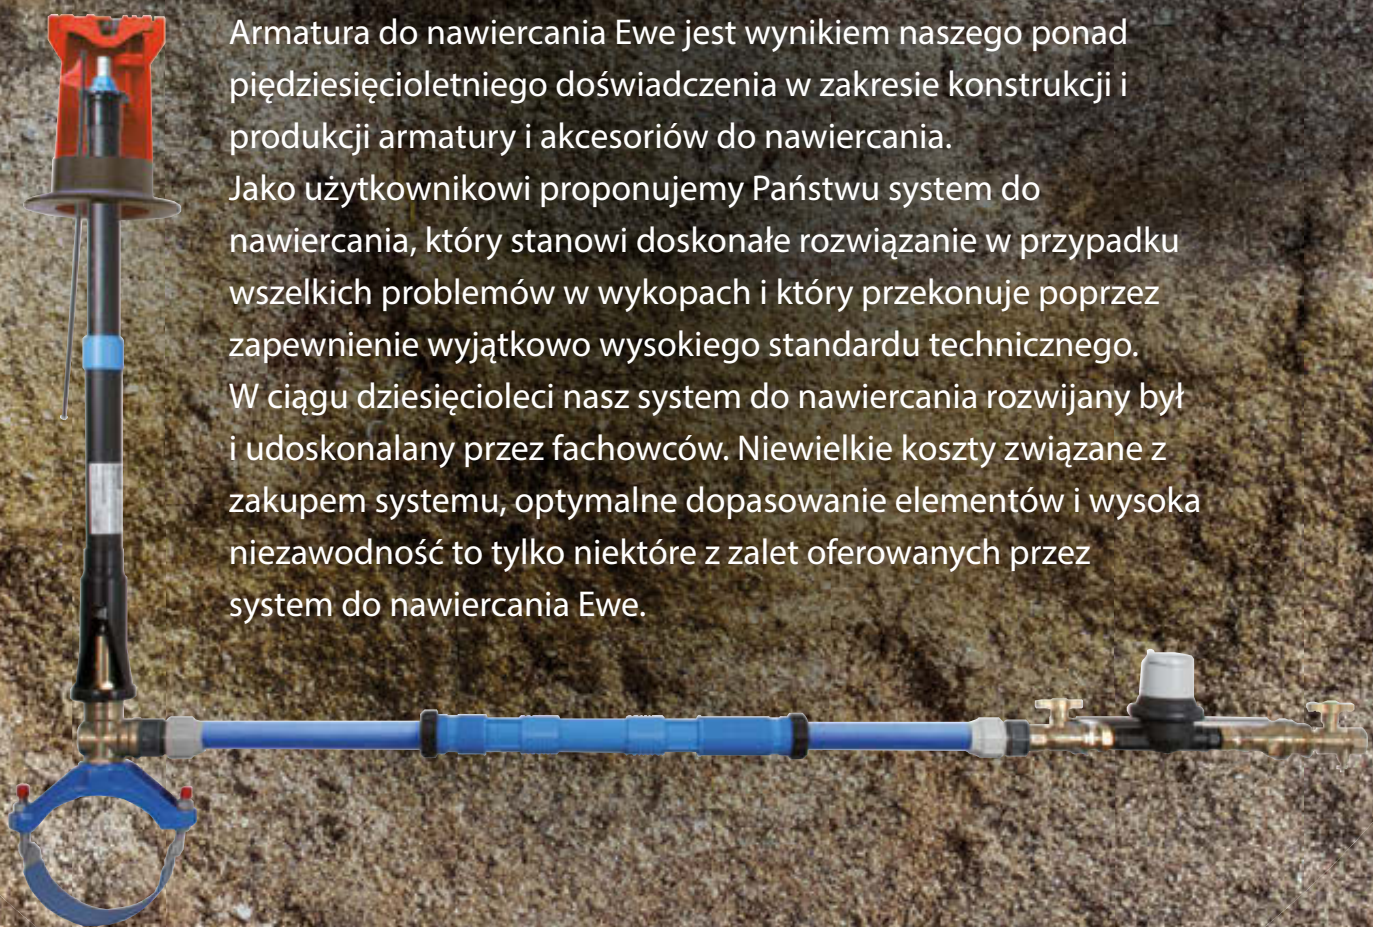 Armatura do nawiercania Ewe jest wynikiem naszego ponad
piędziesięcioletniego doświadczenia w zakresie konstrukcji i
produkcji armatury i akcesoriów do nawiercania.
Jako użytkownikowi proponujemy Państwu system do
nawiercania, który stanowi doskonałe rozwiązanie w przypadku
wszelkich problemów w wykopach i który przekonuje poprzez
zapewnienie wyjątkowo wysokiego standardu technicznego.
W ciągu dziesięcioleci nasz system do nawiercania rozwijany był
i udoskonalany przez fachowców. Niewielkie koszty związane z
zakupem systemu, optymalne dopasowanie elementów i wysoka
niezawodność to tylko niektóre z zalet oferowanych przez
system do nawiercania Ewe.